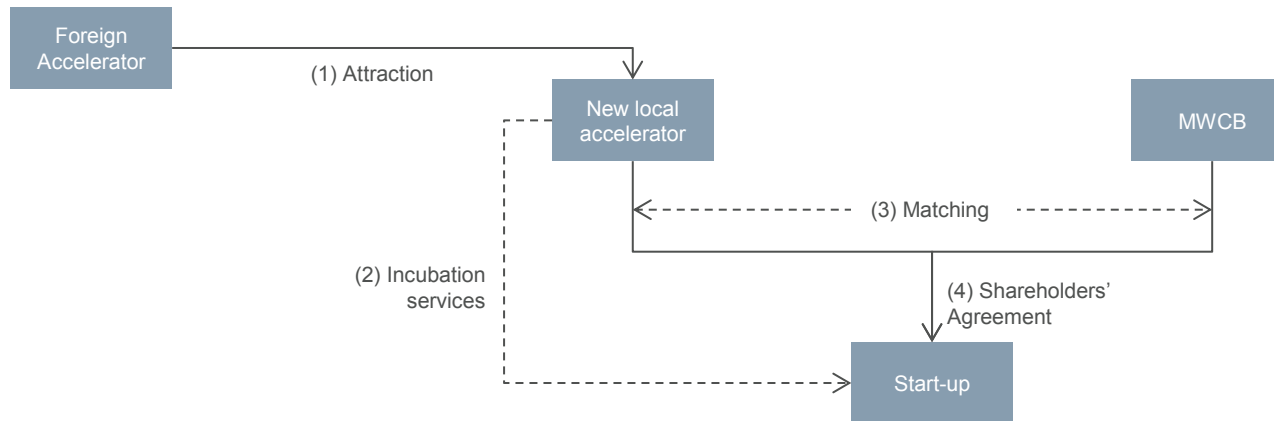 Foreign
Accelerator
(1) Attraction
New local
accelerator
MWCB
(3) Matching
(2) Incubation
services
(4) Shareholders’
Agreement
Start-up